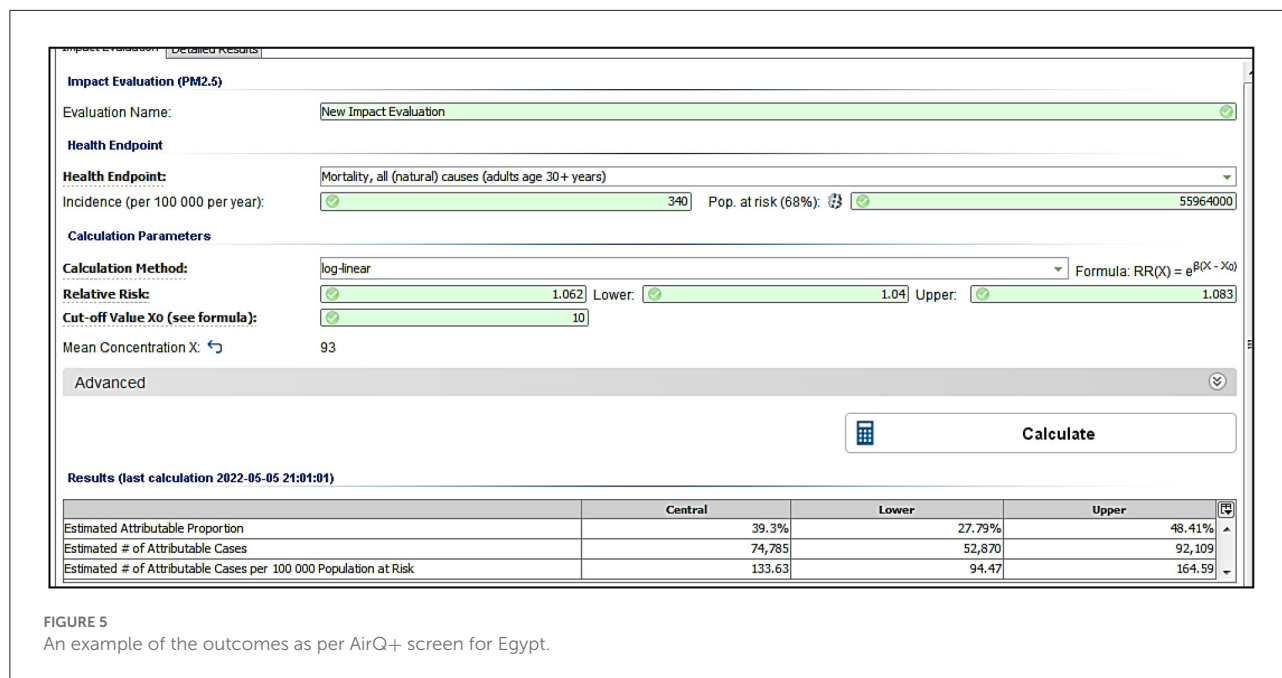 Impact Evaluation Detailed Results
Impact Evaluation (PM2.5)
Evaluation Name: New Impact Evaluation
Health Endpoint
Health Endpoint: Mortality, all (natural) causes (adults age 30+ years)
Incidence (per 100 000 per year): 340 Pop. at risk (68%): 55964000
Calculation Parameters
Calculation Method: log-linear Formula: RR(X) = e^β(X - X₀)
Relative Risk: 1.062 Lower: 1.04 Upper: 1.083
Cut-off Value X0 (see formula): 10
Mean Concentration X: 93
Advanced
Calculate
Results (last calculation 2022-05-05 21:01:01)
Central Lower Upper
Estimated Attributable Proportion 39.3% 27.79% 48.41%
Estimated # of Attributable Cases 74,785 52,870 92,109
Estimated # of Attributable Cases per 100 000 Population at Risk 133.63 94.47 164.59
FIGURE 5
An example of the outcomes as per AirQ+ screen for Egypt.